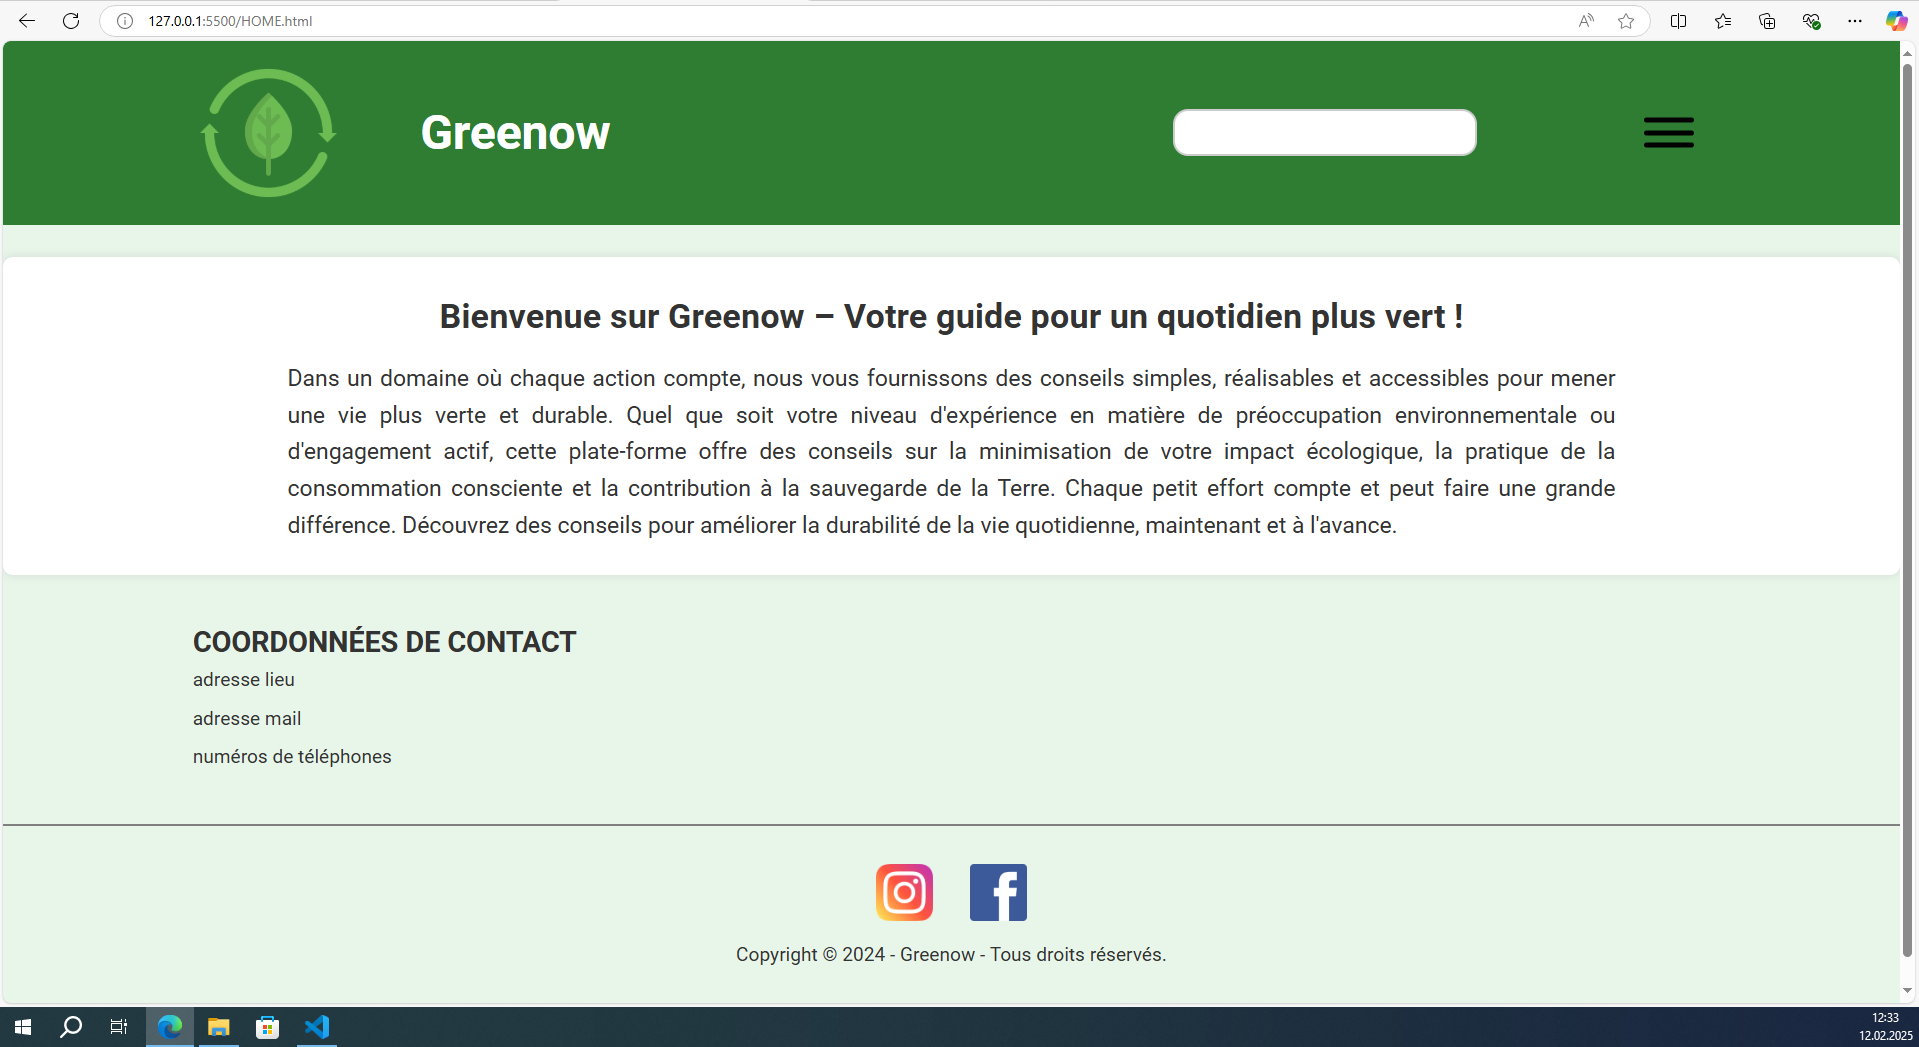 127.0.0.1:5500/HOME.html
Greenow
Bienvenue sur Greenow – Votre guide pour un quotidien plus vert !
Dans un domaine où chaque action compte, nous vous fournissons des conseils simples, réalisables et accessibles pour mener
une vie plus verte et durable. Quel que soit votre niveau d'expérience en matière de préoccupation environnementale ou
d'engagement actif, cette plate-forme offre des conseils sur la minimisation de votre impact écologique, la pratique de la
consommation consciente et la contribution à la sauvegarde de la Terre. Chaque petit effort compte et peut faire une grande
différence. Découvrez des conseils pour améliorer la durabilité de la vie quotidienne, maintenant et à l'avance.
COORDONNÉES DE CONTACT
adresse lieu
adresse mail
numéros de téléphones
Copyright © 2024 - Greenow - Tous droits réservés.
12:33
12.02.2025